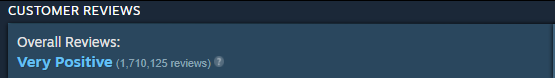 CUSTOMER REVIEWS
Overall Reviews:
Very Positive (1,710,125 reviews) ?